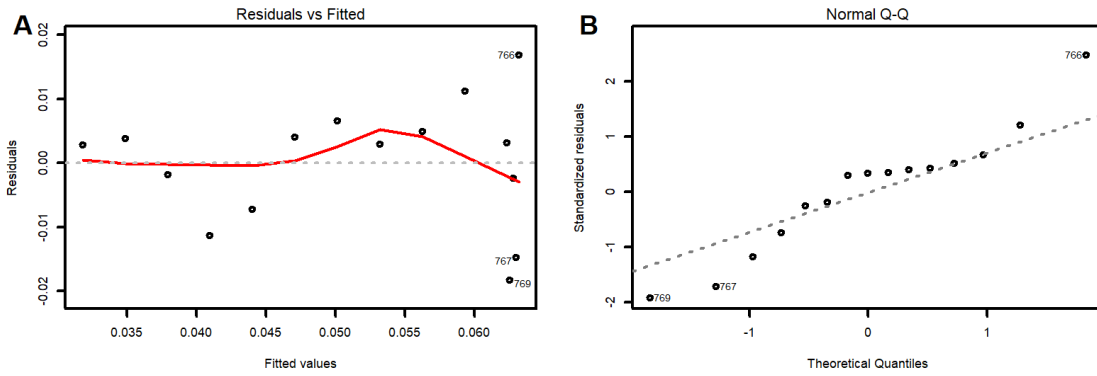 A
Residuals vs Fitted
Residuals
0.02
0.01
0.00
-0.01
-0.02
766
767
769
0.035 0.040 0.045 0.050 0.055 0.060
Fitted values
B
Normal Q-Q
Standardized residuals
2
1
0
-1
-2
766
769
767
-1 0 1
Theoretical Quantiles